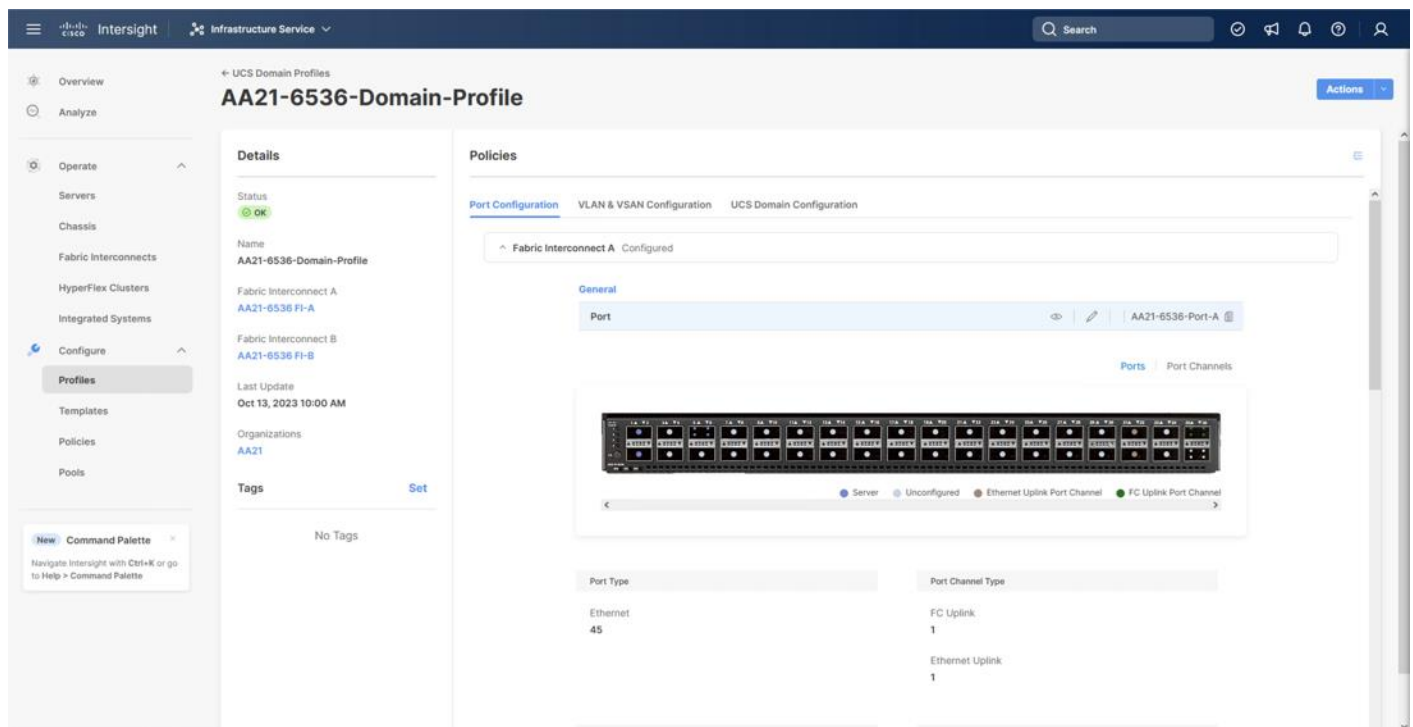 cisco Intersight
Infrastructure Service
Search
Overview
Analyze
Operate
Servers
Chassis
Fabric Interconnects
HyperFlex Clusters
Integrated Systems
Configure
Profiles
Templates
Policies
Pools
New Command Palette
Navigate Intersight with Ctrl+K or go
to Help > Command Palette
← UCS Domain Profiles
AA21-6536-Domain-Profile
Actions
Details
Status
OK
Name
AA21-6536-Domain-Profile
Fabric Interconnect A
AA21-6536 FI-A
Fabric Interconnect B
AA21-6536 FI-B
Last Update
Oct 13, 2023 10:00 AM
Organizations
AA21
Tags Set
No Tags
Policies
Port Configuration VLAN & VSAN Configuration UCS Domain Configuration
Fabric Interconnect A Configured
General
Port AA21-6536-Port-A
Ports Port Channels
Server Unconfigured Ethernet Uplink Port Channel FC Uplink Port Channel
Port Type Port Channel Type
Ethernet FC Uplink
45 1
Ethernet Uplink
1